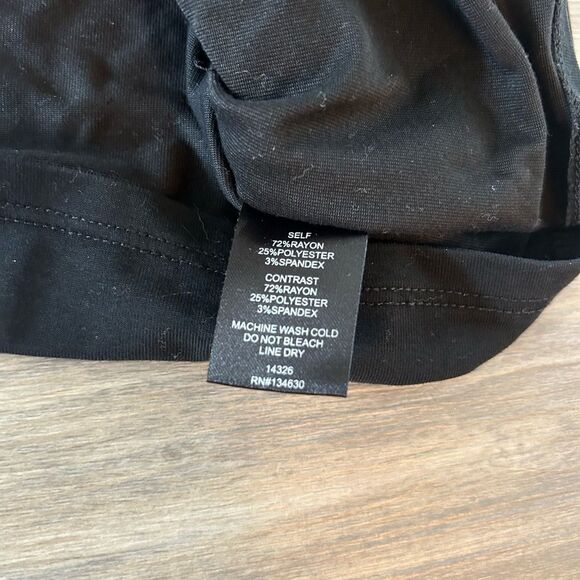 SELF
72%RAYON
25%POLYESTER
3%SPANDEX
CONTRAST
72%RAYON
25%POLYESTER
3%SPANDEX
MACHINE WASH COLD
DO NOT BLEACH
LINE DRY
14326
RN#134630